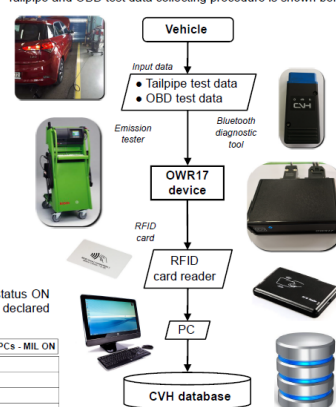 Tailpipe and OBD test data collecting procedure is shown
Vehicle
Input data
● Tailpipe test data
● OBD test data
CVH
Emission
tester
Bluetooth
diagnostic
tool
OWR17
device
RFID
card
RFID
card reader
status ON
declared
PC
PCs - MIL ON
CVH database